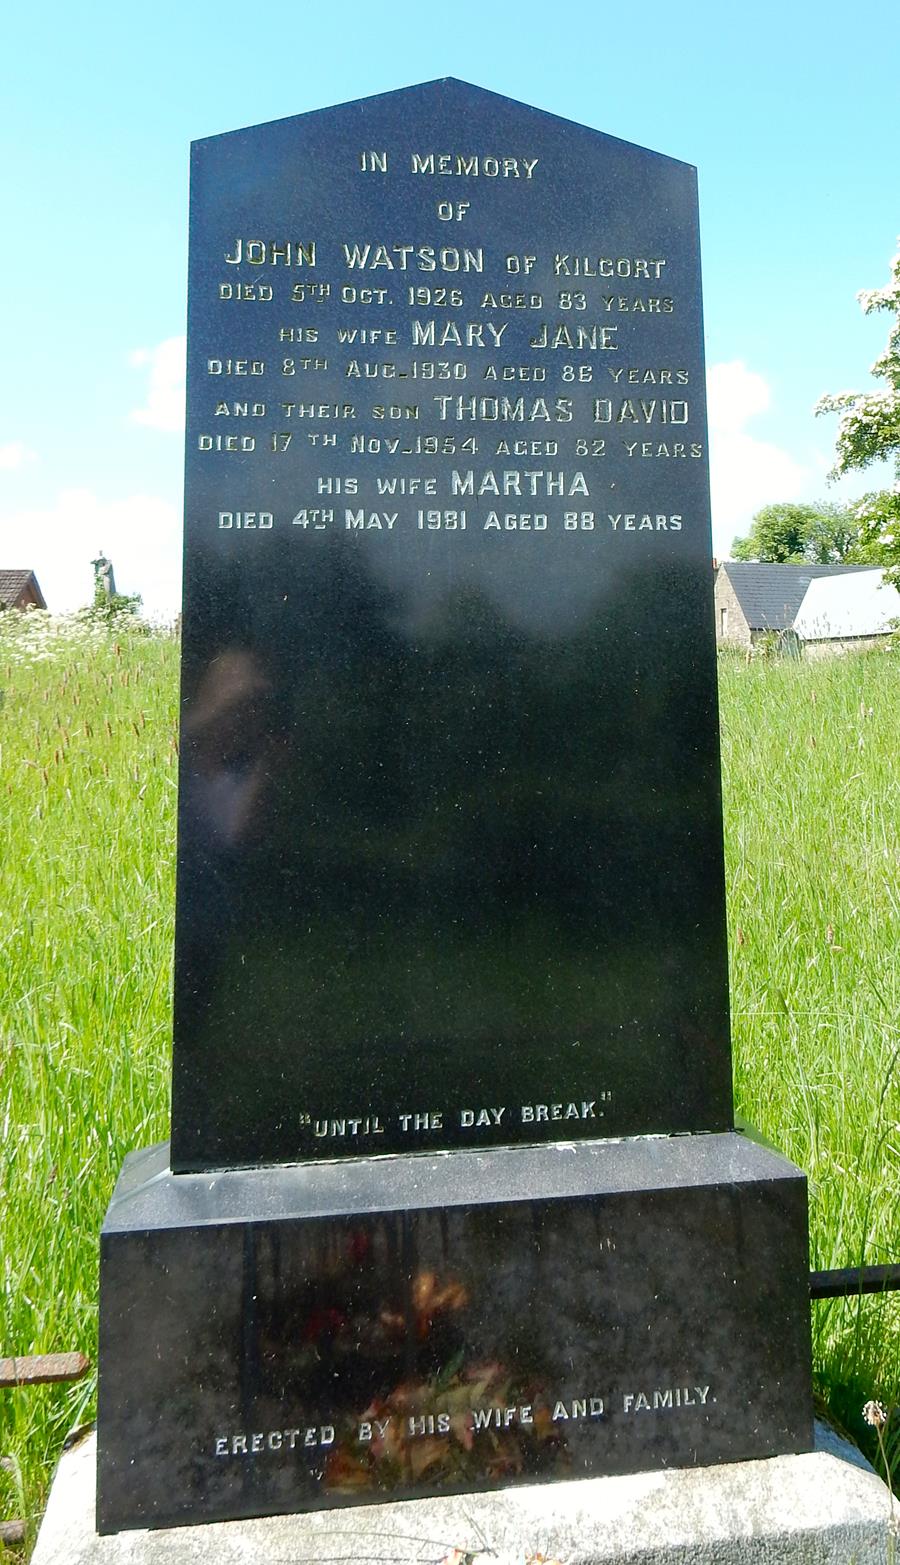 IN MEMORY
OF
JOHN WATSON OF KILGORT
DIED 5TH OCT. 1926 AGED 83 YEARS
HIS WIFE MARY JANE
DIED 8TH AUG. 1930 AGED 86 YEARS
AND THEIR SON THOMAS DAVID
DIED 17TH NOV. 1954 AGED 82 YEARS
HIS WIFE MARTHA
DIED 4TH MAY 1981 AGED 88 YEARS
"UNTIL THE DAY BREAK."
ERECTED BY HIS WIFE AND FAMILY.